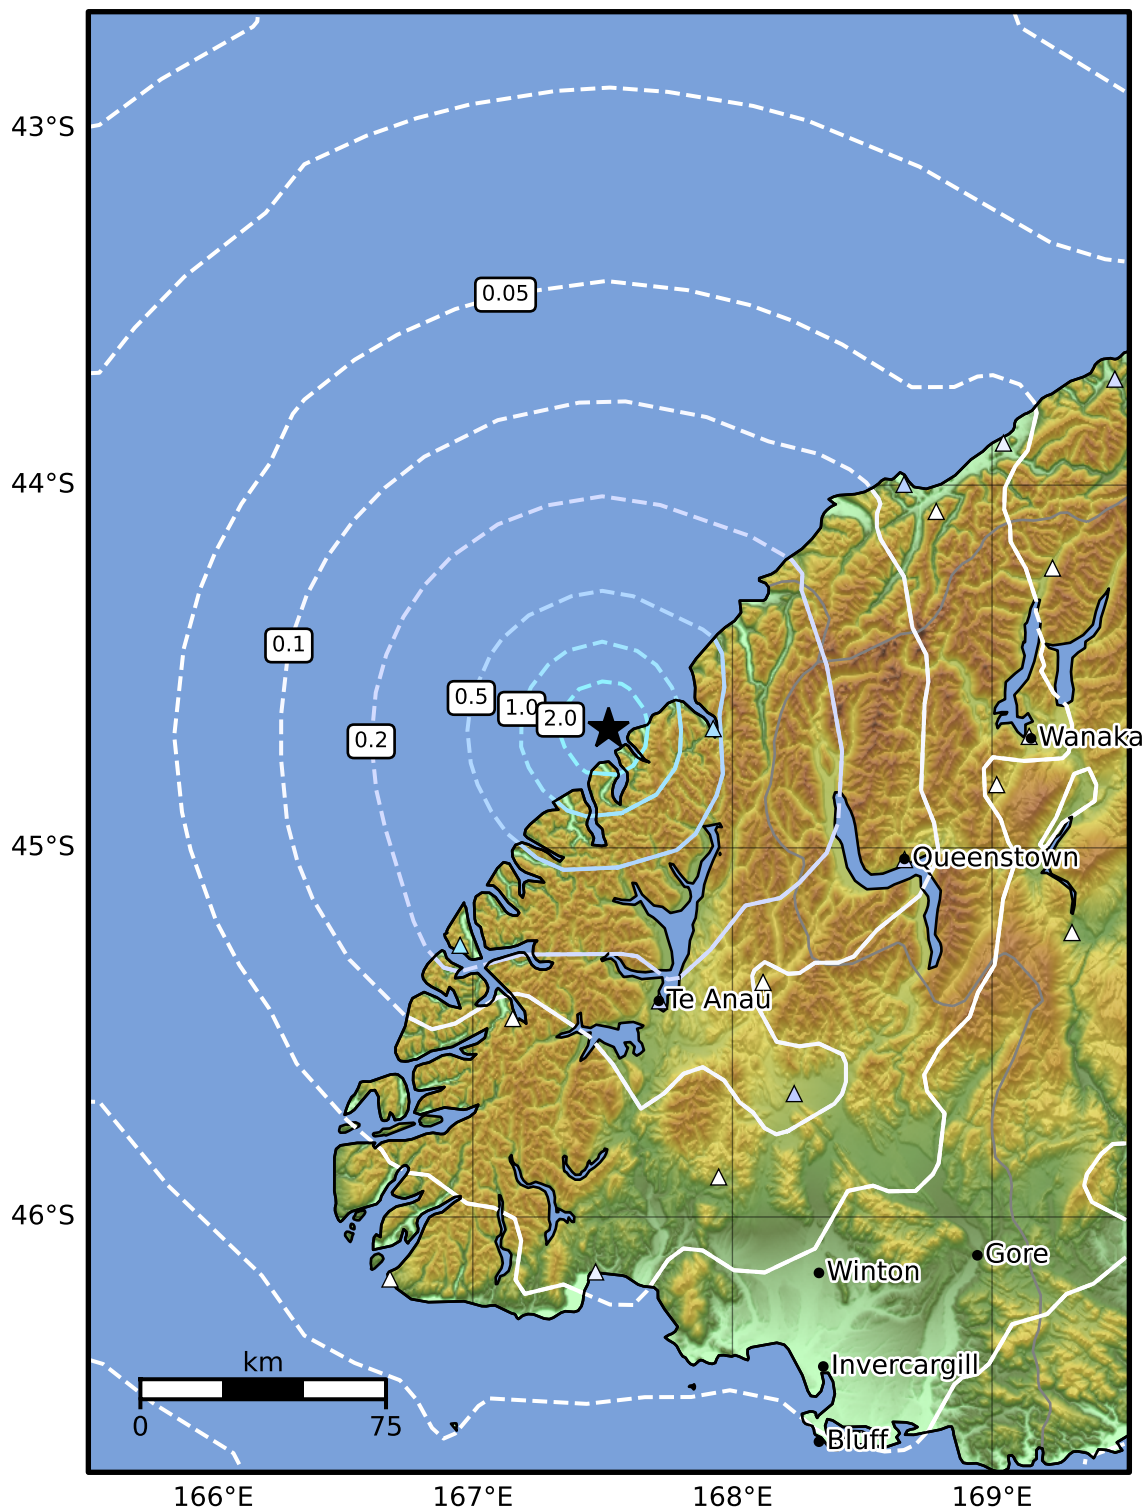 43°S
0.05
44°S
0.1
0.5
1.0
2.0
0.2
Wanaka
45°S
Queenstown
Te Anau
46°S
Gore
Winton
km
Invercargill
0
75
Bluff
166°E
167°E
168°E
169°E